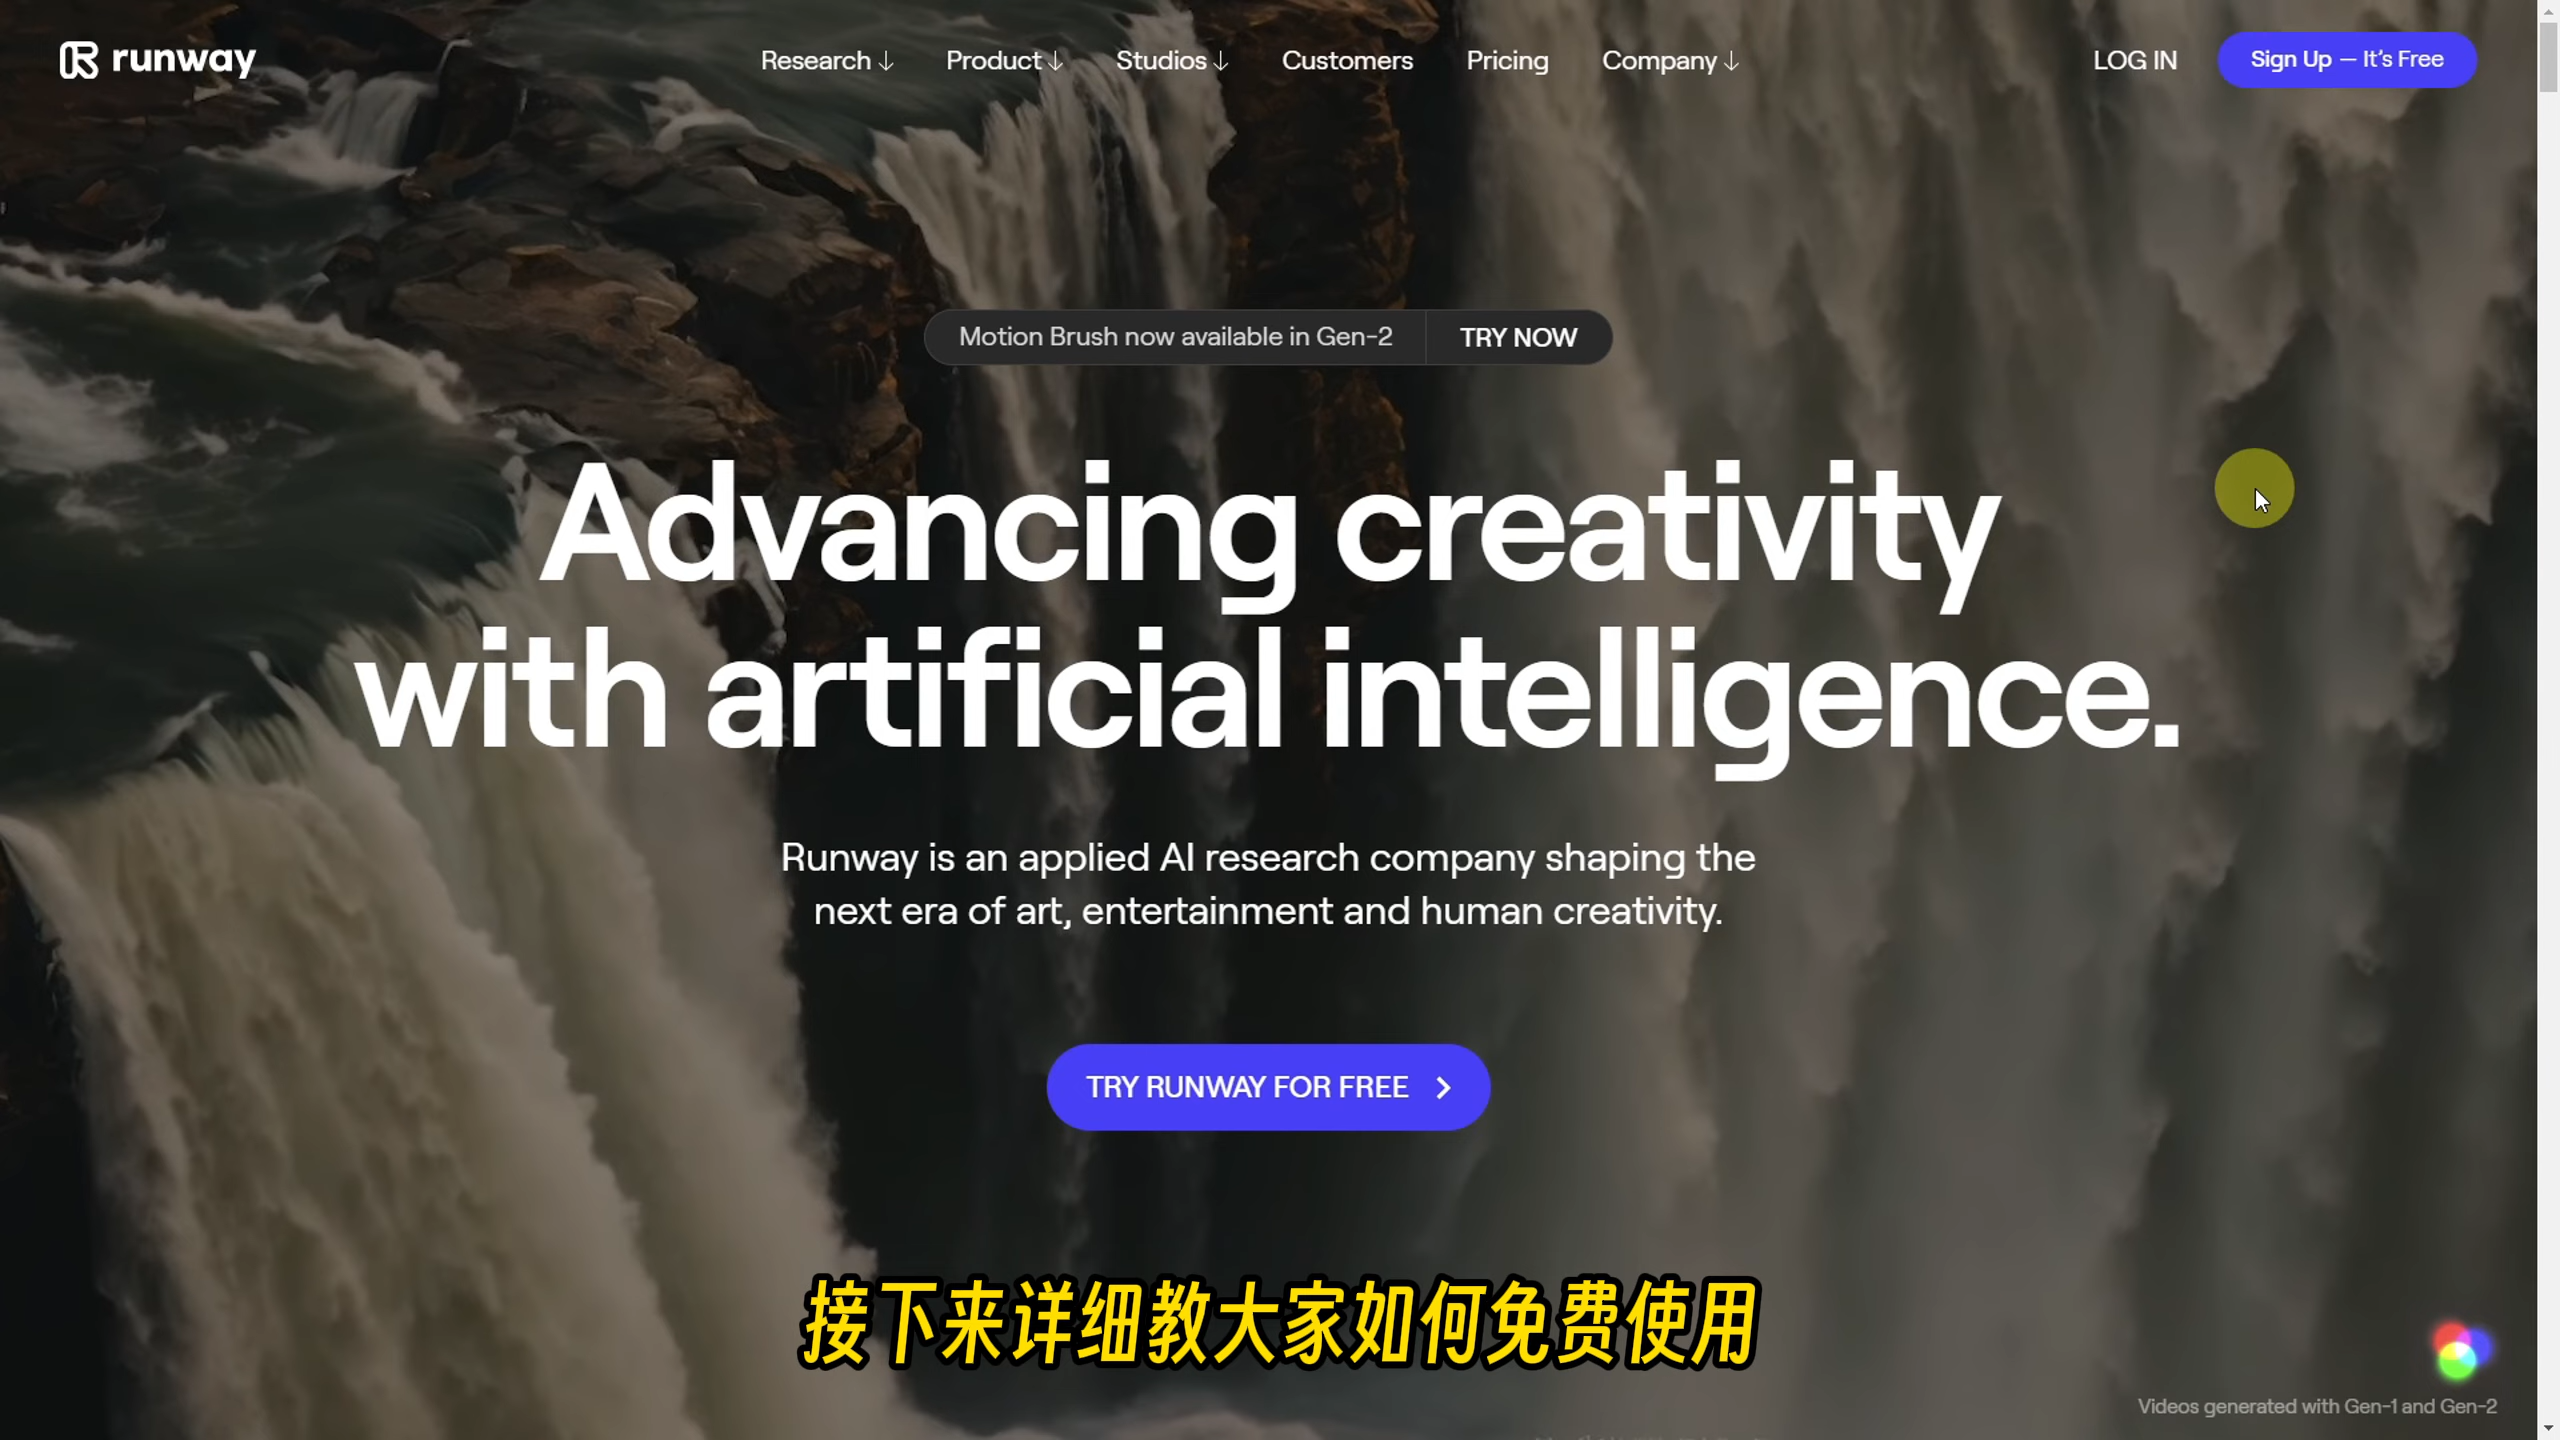 runway
Research ↓
Product ↓
Studios ↓
Customers
Pricing
Company ↓
LOG IN
Sign Up — It's Free
Motion Brush now available in Gen-2
TRY NOW
Advancing creativity
with artificial intelligence.
Runway is an applied AI research company shaping the
next era of art, entertainment and human creativity.
TRY RUNWAY FOR FREE
接下来详细教大家如何免费使用
Videos generated with Gen-1 and Gen-2